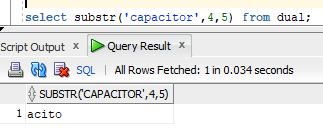 select substr('capacitor',4,5) from dual;
Script Output
Query Result
SQL | All Rows Fetched: 1 in 0.034 seconds
SUBSTR('CAPACITOR',4,5)
1 acito